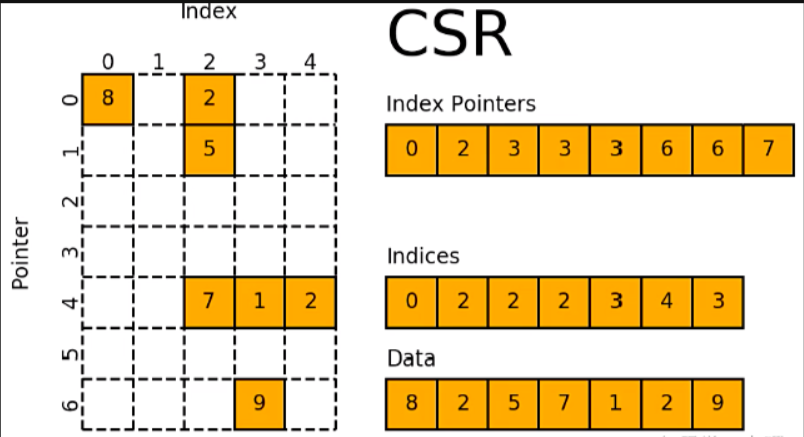 Index
CSR
0 1 2 3 4
Index Pointers
0 2 3 3 3 6 6 7
Pointer
0 8 2
1 5
2
3
4 7 1 2
5
6 9
Indices
0 2 2 2 3 4 3
Data
8 2 5 7 1 2 9